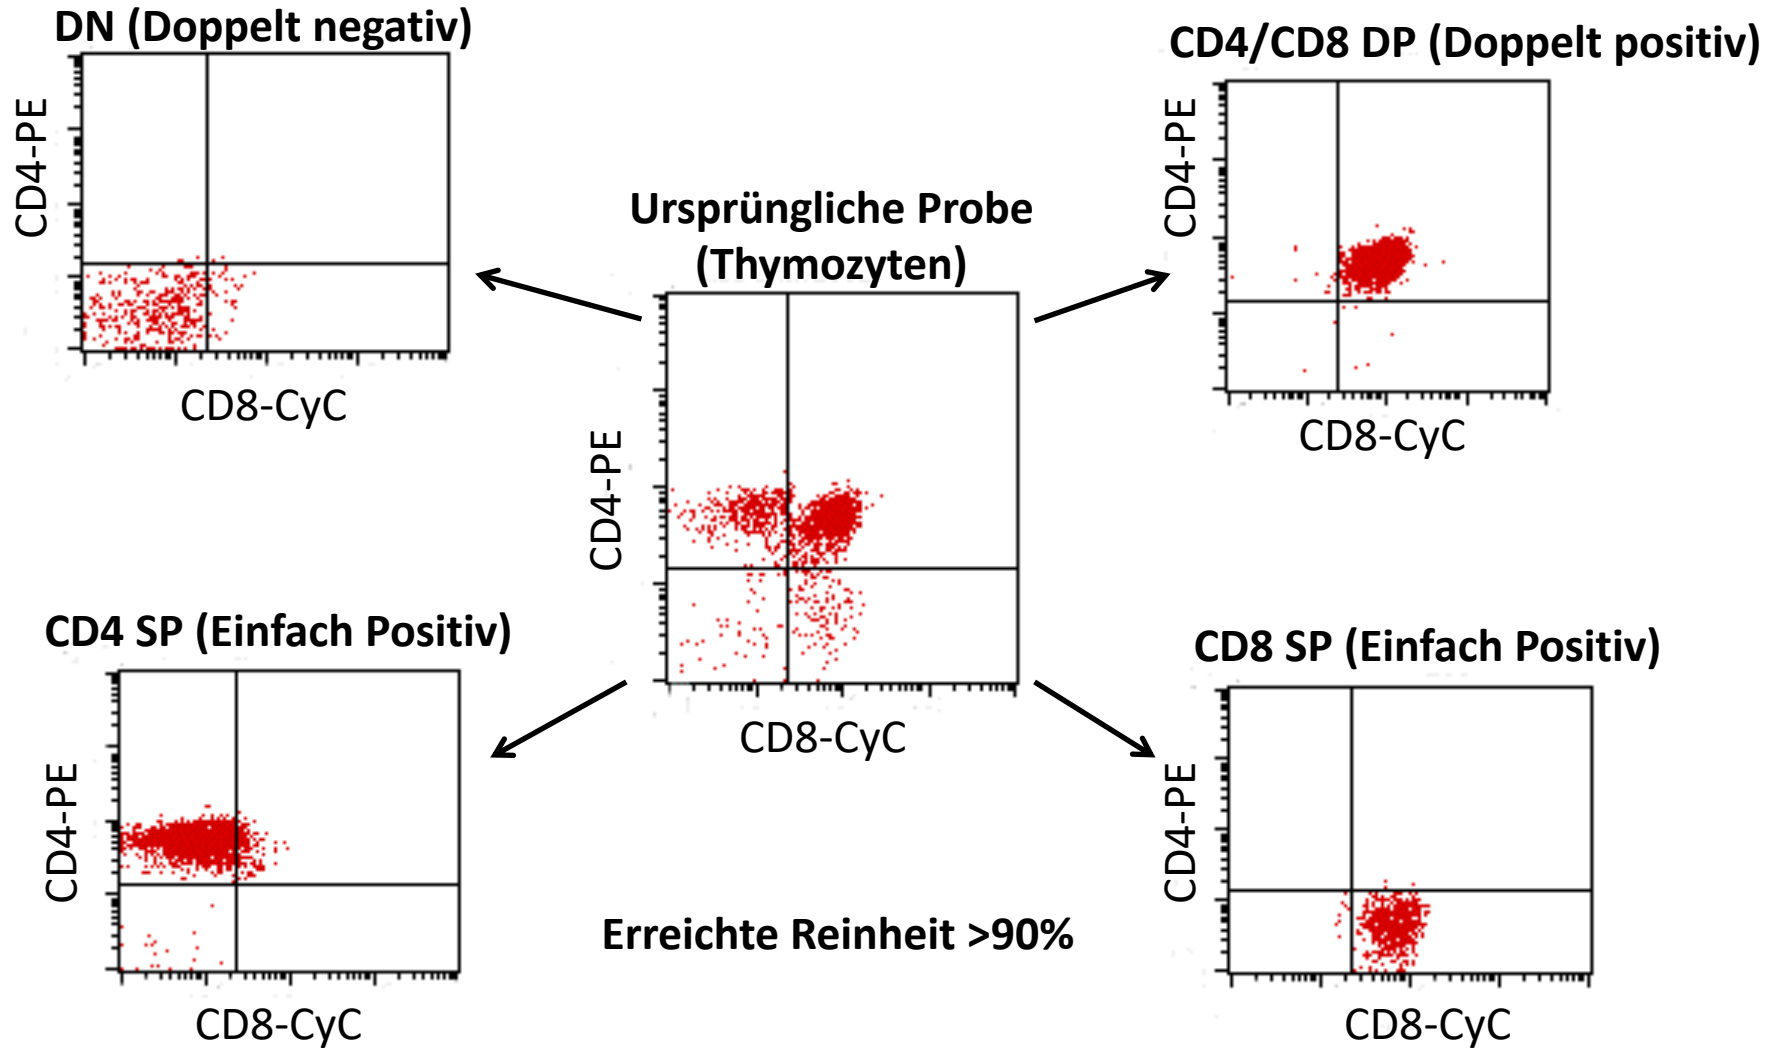 DN (Doppelt negativ)
CD4-PE
CD8-CyC
CD4/CD8 DP (Doppelt positiv)
CD4-PE
CD8-CyC
Ursprüngliche Probe
(Thymozyten)
CD4-PE
CD8-CyC
CD4 SP (Einfach Positiv)
CD4-PE
CD8-CyC
CD8 SP (Einfach Positiv)
CD4-PE
CD8-CyC
Erreichte Reinheit >90%